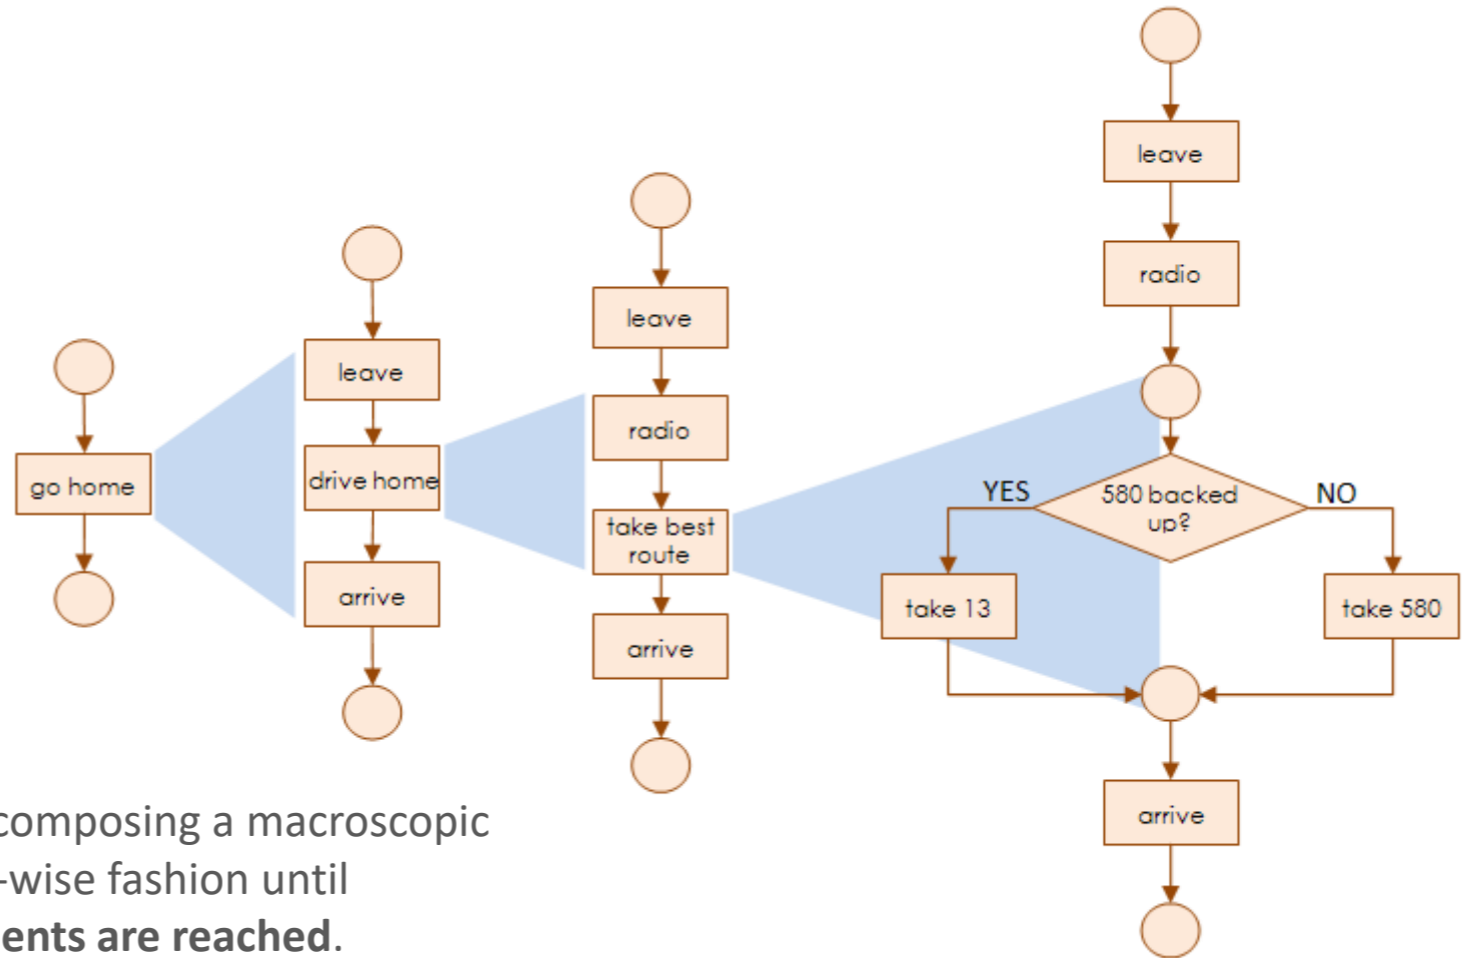 go home
leave
drive home
arrive
leave
radio
take best
route
arrive
leave
radio
580 backed
up?
YES
NO
take 13
take 580
arrive
composing a macroscopic
-wise fashion until
ents are reached.